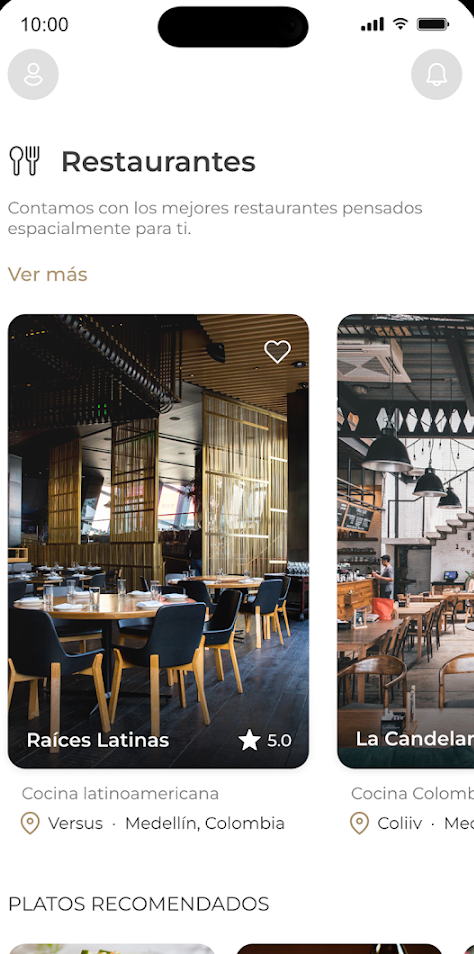 10:00
Restaurantes
Contamos con los mejores restaurantes pensados
espacialmente para ti.
Ver más
Raíces Latinas
5.0
La Candelar
Cocina latinoamericana
Cocina Colomb
Versus · Medellín, Colombia
Coliiv · Med
PLATOS RECOMENDADOS